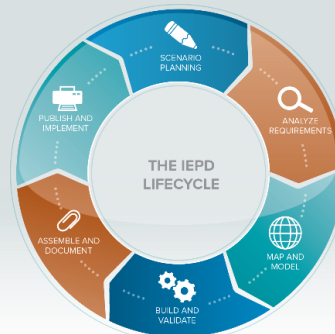 SCENARIO
PLANNING
ANALYZE
REQUIREMENTS
MAP AND
MODEL
BUILD AND
VALIDATE
ASSEMBLE AND
DOCUMENT
PUBLISH AND
IMPLEMENT
THE IEPD
LIFECYCLE